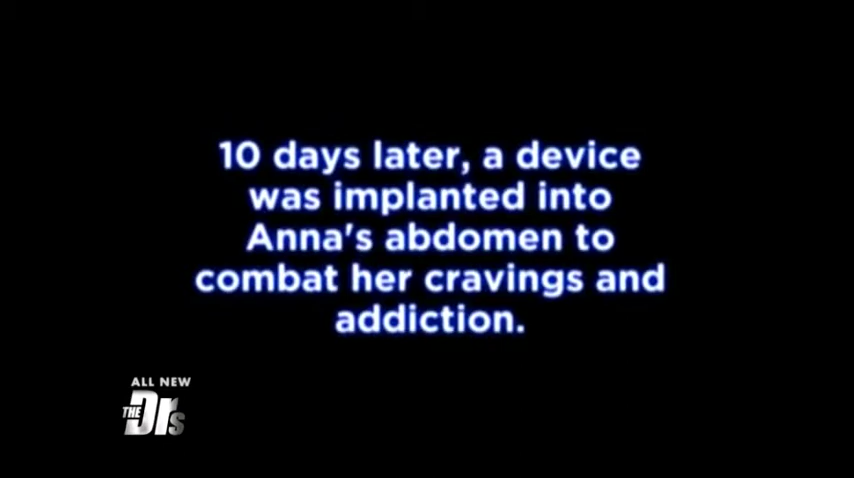 10 days later, a device
was implanted into
Anna's abdomen to
combat her cravings and
addiction.
ALL NEW
THE Drs